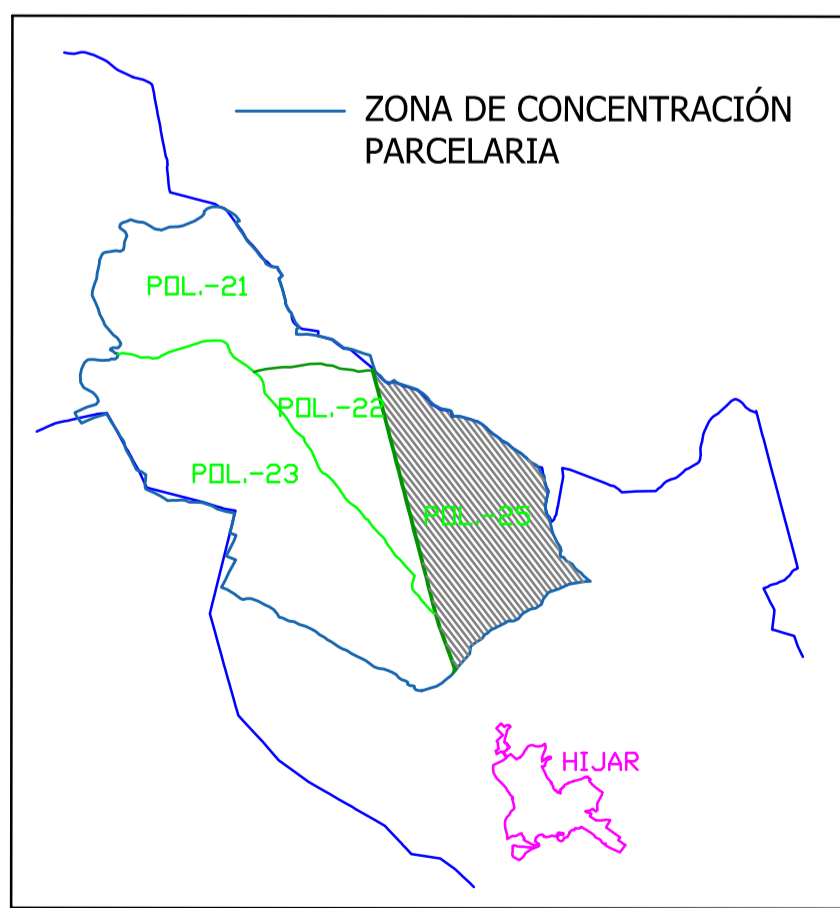 ZONA DE CONCENTRACIÓN
PARCELARIA
POL.-21
POL.-22
POL.-23
POL.-25
HIJAR